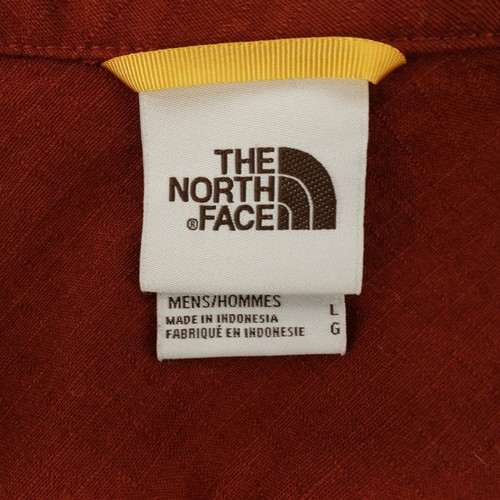 THE
NORTH
®FACE
MENS/HOMMES L
MADE IN INDONESIA
FABRIQUÉ EN INDONESIE G